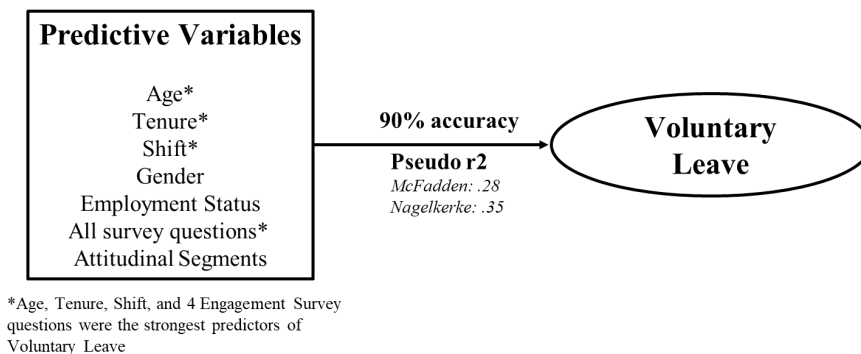 Predictive Variables
Age*
Tenure*
Shift*
Gender
Employment Status
All survey questions*
Attitudinal Segments
90% accuracy
Pseudo r2
McFadden: .28
Nagelkerke: .35
Voluntary
Leave
*Age, Tenure, Shift, and 4 Engagement Survey
questions were the strongest predictors of
Voluntary Leave